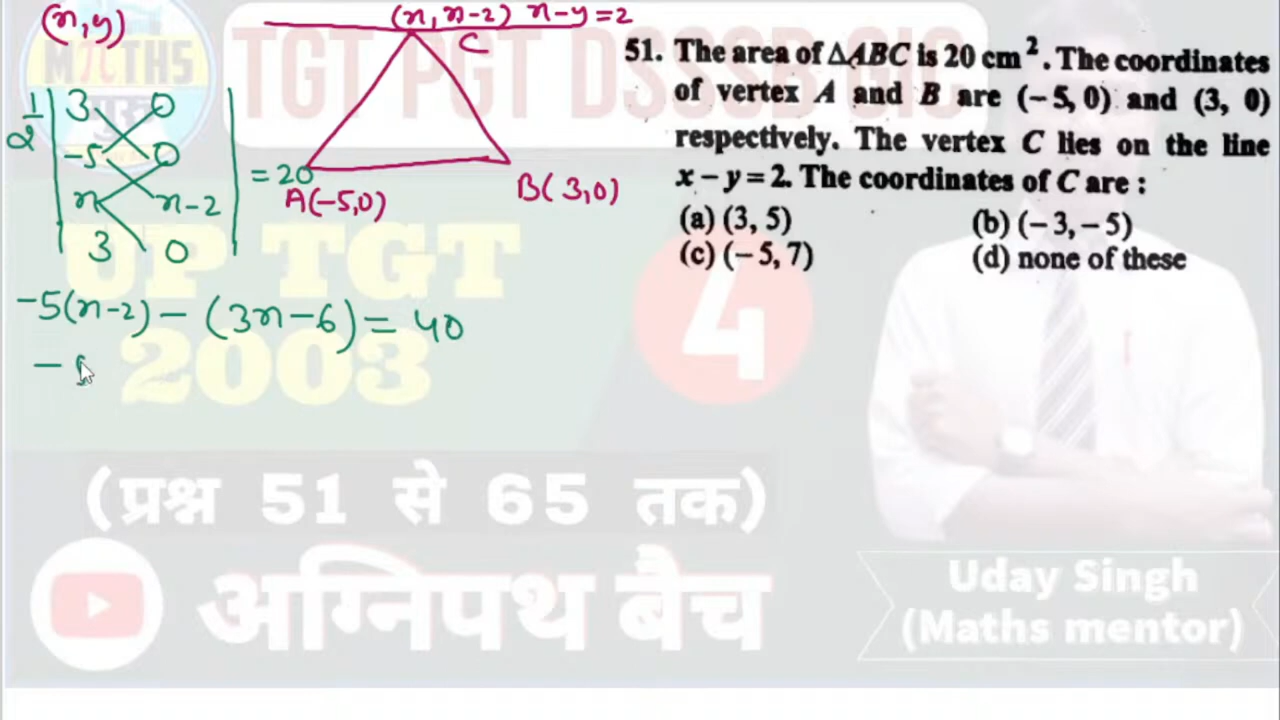 (x, y)
(x, x-2) x-y=2
C
1/2 | 3 0
-5 0
x x-2
3 0 | = 20
A(-5,0)
B( 3,0)
-5(x-2) - (3x-6) = 40
-
51. The area of ΔABC is 20 cm². The coordinates
of vertex A and B are (−5, 0) and (3, 0)
respectively. The vertex C lies on the line
x − y = 2. The coordinates of C are :
(a) (3, 5) (b) (− 3, − 5)
(c) (− 5, 7) (d) none of these
MATHS
TGT PGT DSSSB GIC
UP TGT
2003
4
(प्रश्न 51 से 65 तक)
अग्निपथ बैच
Uday Singh
(Maths mentor)